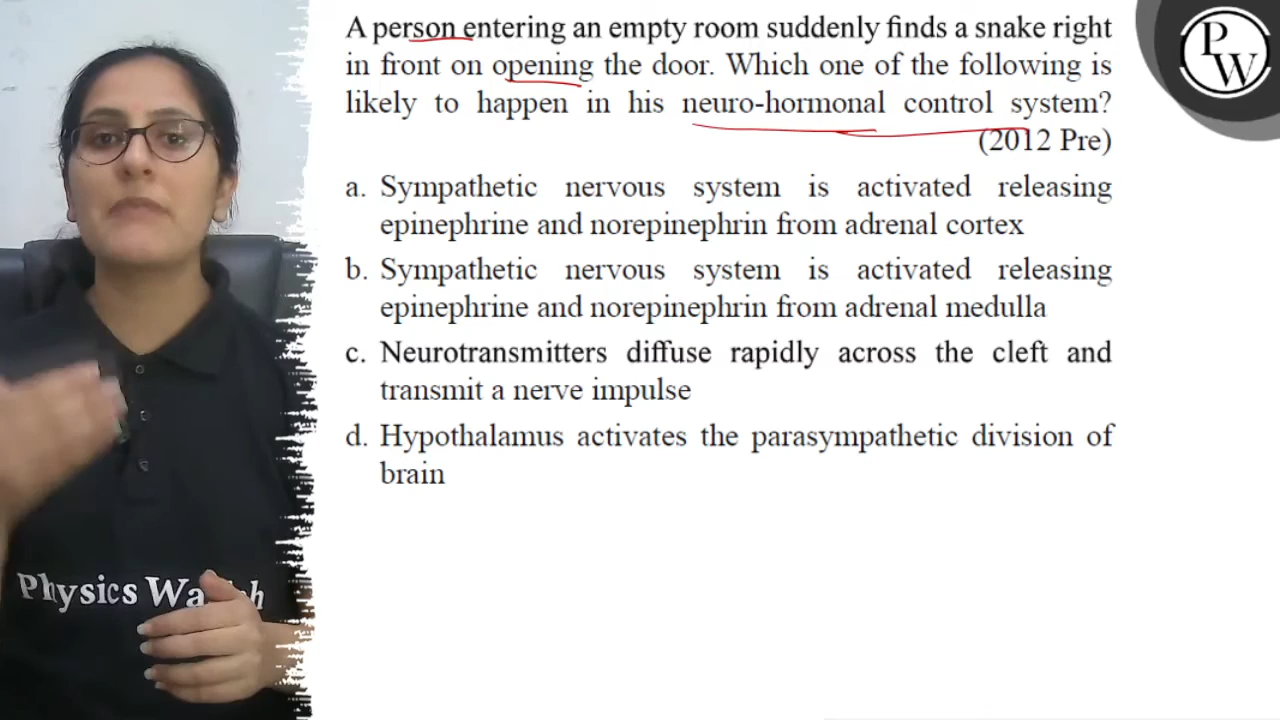 A person entering an empty room suddenly finds a snake right
in front on opening the door. Which one of the following is
likely to happen in his neuro-hormonal control system?
(2012 Pre)
a. Sympathetic nervous system is activated releasing
epinephrine and norepinephrin from adrenal cortex
b. Sympathetic nervous system is activated releasing
epinephrine and norepinephrin from adrenal medulla
c. Neurotransmitters diffuse rapidly across the cleft and
transmit a nerve impulse
d. Hypothalamus activates the parasympathetic division of
brain
P
W
Physics Wa h